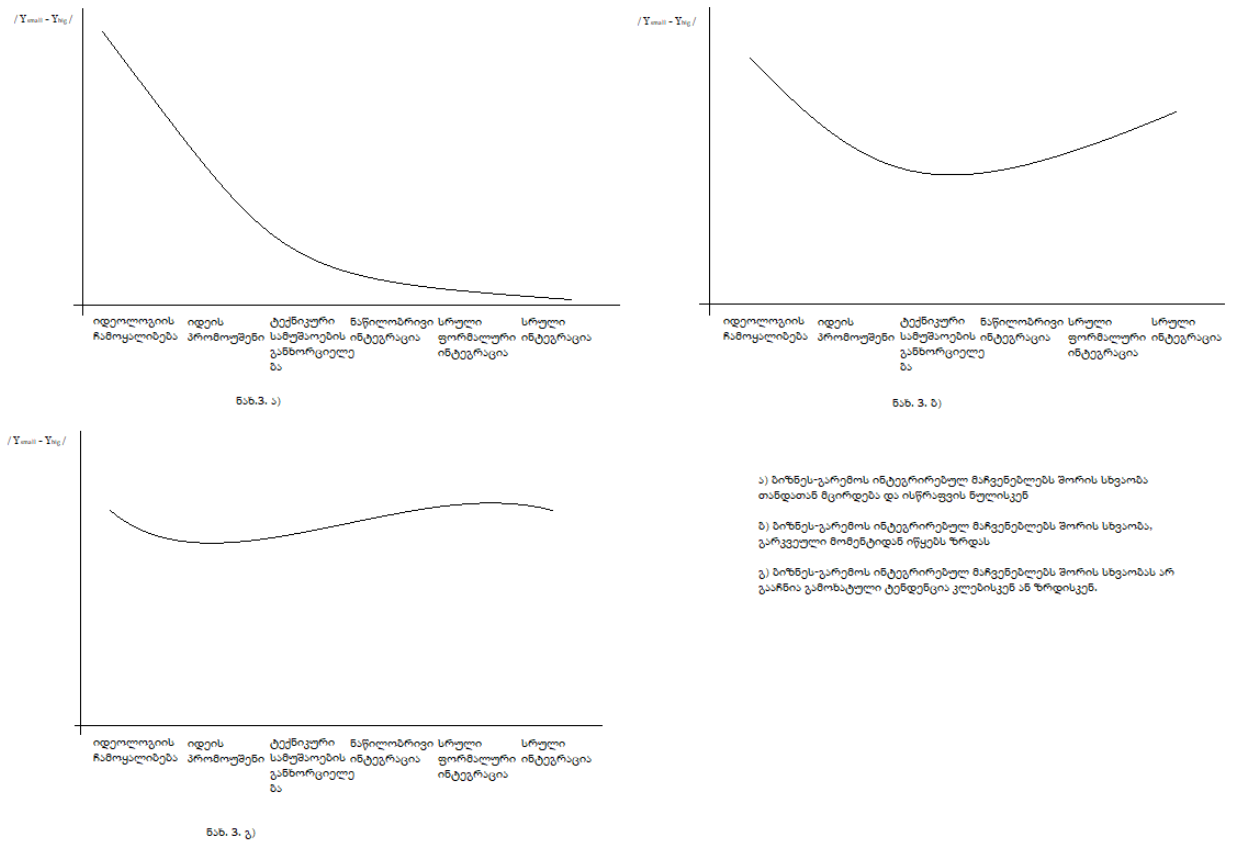 / Ysmall - Ybig /
იდეოლოგიის
ჩამოყალიბება
იდეის
პრომოუშენი
ტექნიკური
სამუშაოების
განხორციელე
ბა
ნაწილობრივი
ინტეგრაცია
სრული
ფორმალური
ინტეგრაცია
სრული
ინტეგრაცია
ნახ.3. ა)
/ Ysmall - Ybig /
იდეოლოგიის
ჩამოყალიბება
იდეის
პრომოუშენი
ტექნიკური
სამუშაოების
განხორციელე
ბა
ნაწილობრივი
ინტეგრაცია
სრული
ფორმალური
ინტეგრაცია
სრული
ინტეგრაცია
ნახ. 3. ბ)
/ Ysmall - Ybig /
იდეოლოგიის
ჩამოყალიბება
იდეის
პრომოუშენი
ტექნიკური
სამუშაოების
განხორციელე
ბა
ნაწილობრივი
ინტეგრაცია
სრული
ფორმალური
ინტეგრაცია
სრული
ინტეგრაცია
ნახ. 3. გ)
ა) ბიზნეს-გარემოს ინტეგრირებულ მაჩვენებლებს შორის სხვაობა
თანდათან მცირდება და ისწრაფვის ნულისკენ
ბ) ბიზნეს-გარემოს ინტეგრირებულ მაჩვენებლებს შორის სხვაობა,
გარკვეული მომენტიდან იწყებს ზრდას
გ) ბიზნეს-გარემოს ინტეგრირებულ მაჩვენებლებს შორის სხვაობას არ
გააჩნია გამოხატული ტენდენცია კლებისკენ ან ზრდისკენ.